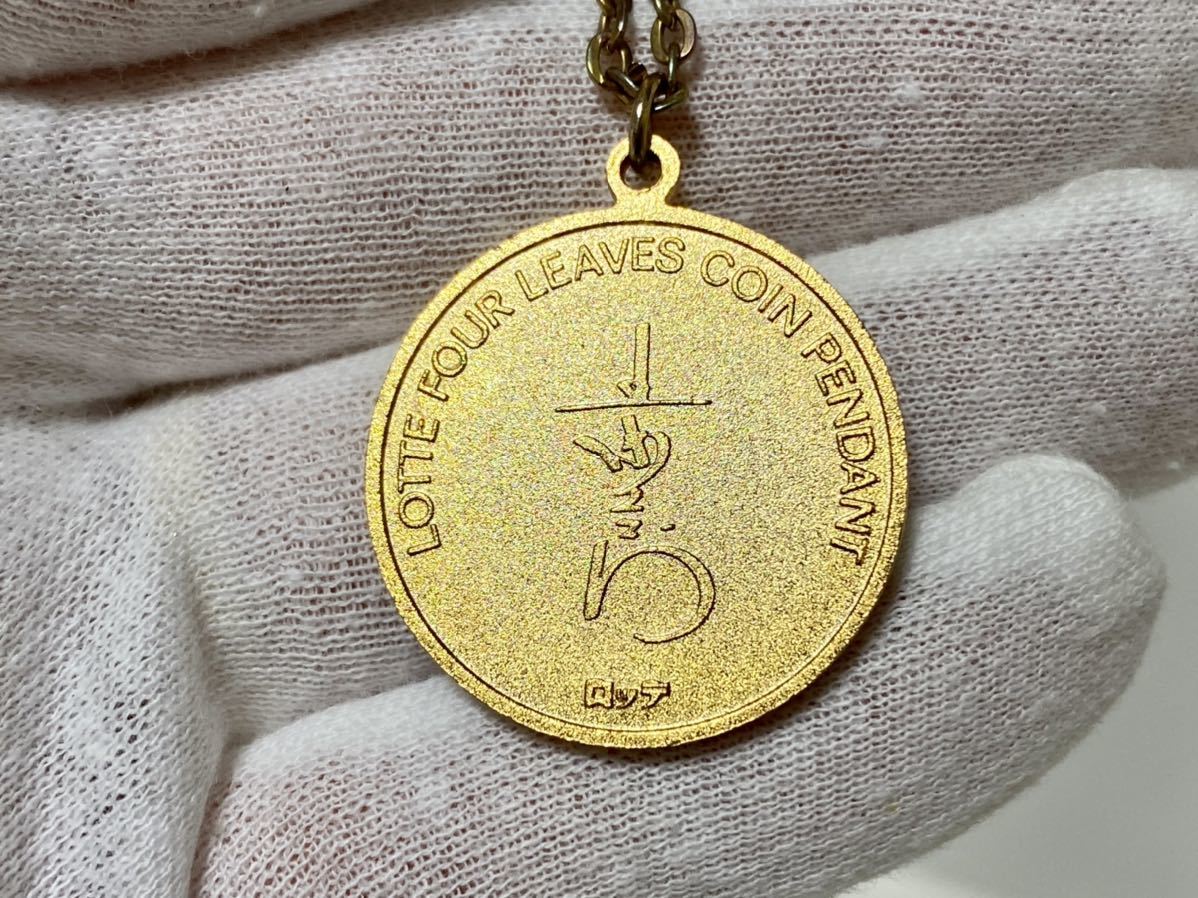 LOTTE FOUR LEAVES COIN PENDANT
ロッテ